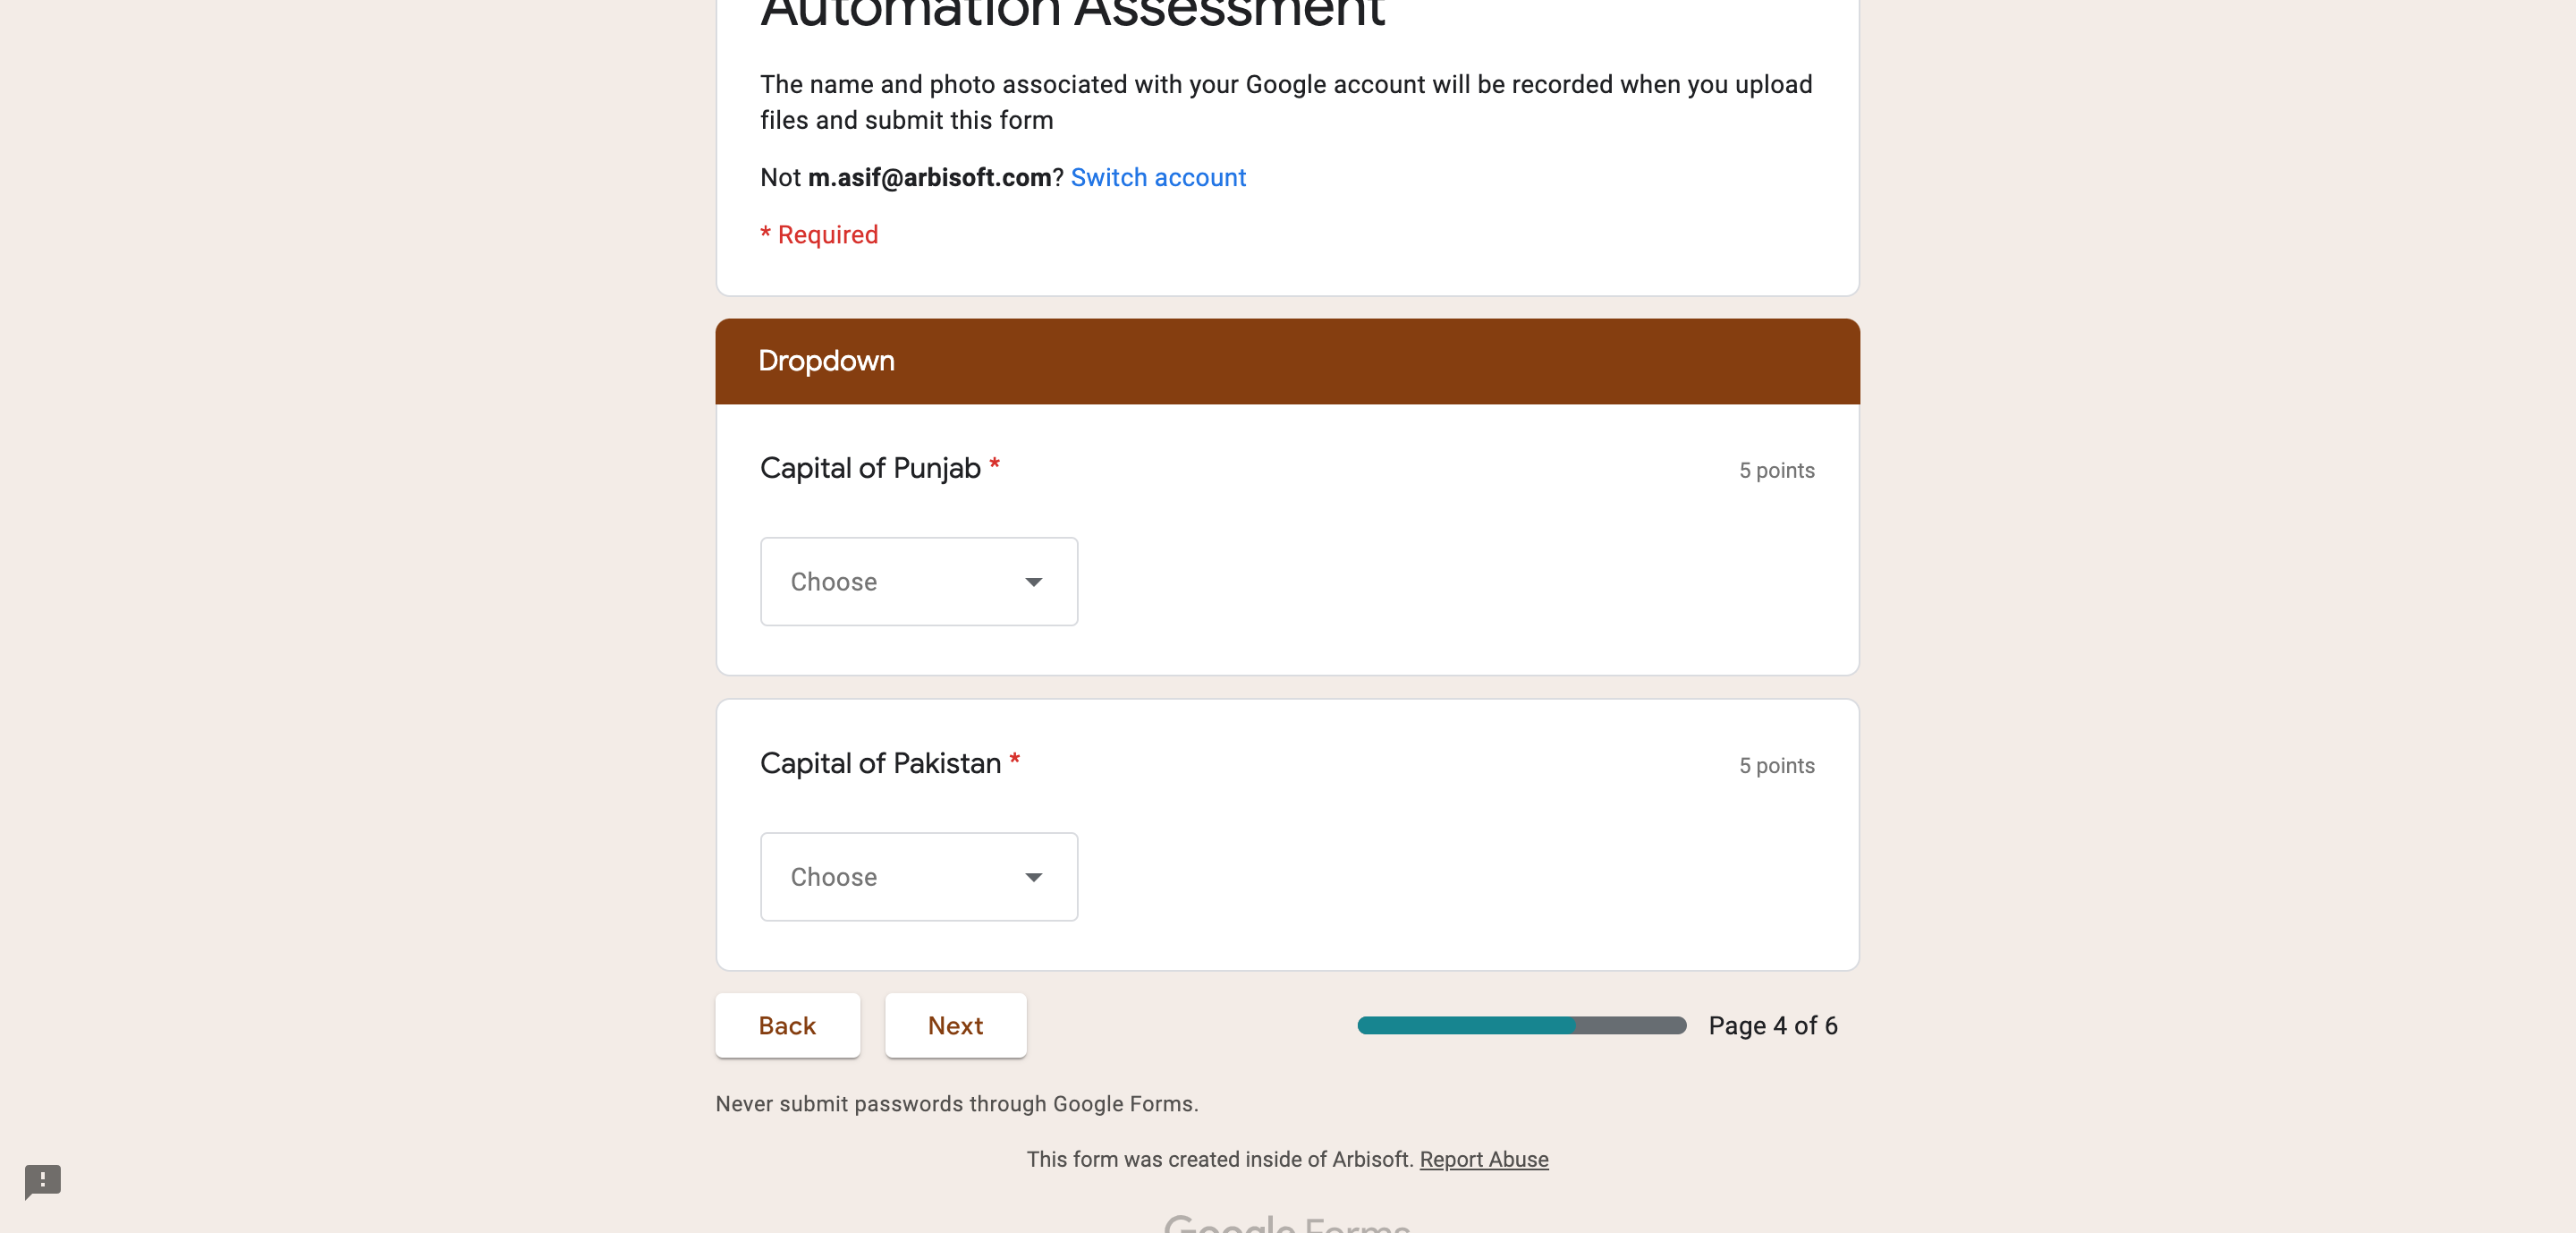 Automation Assessment
The name and photo associated with your Google account will be recorded when you upload
files and submit this form
Not m.asif@arbisoft.com? Switch account
* Required
Dropdown
Capital of Punjab *
5 points
Choose
Capital of Pakistan *
5 points
Choose
Back
Next
Page 4 of 6
Never submit passwords through Google Forms.
This form was created inside of Arbisoft. Report Abuse
Google Forms